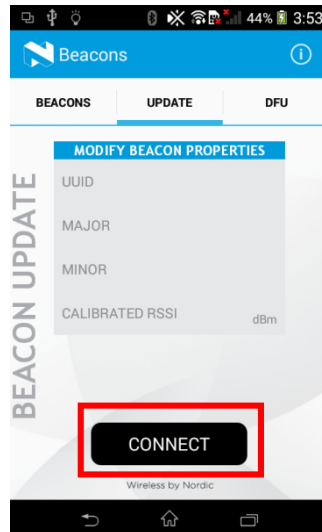 44% 3:53
Beacons
BEACONS UPDATE DFU
MODIFY BEACON PROPERTIES
UUID
MAJOR
MINOR
CALIBRATED RSSI dBm
BEACON UPDATE
CONNECT
Wireless by Nordic